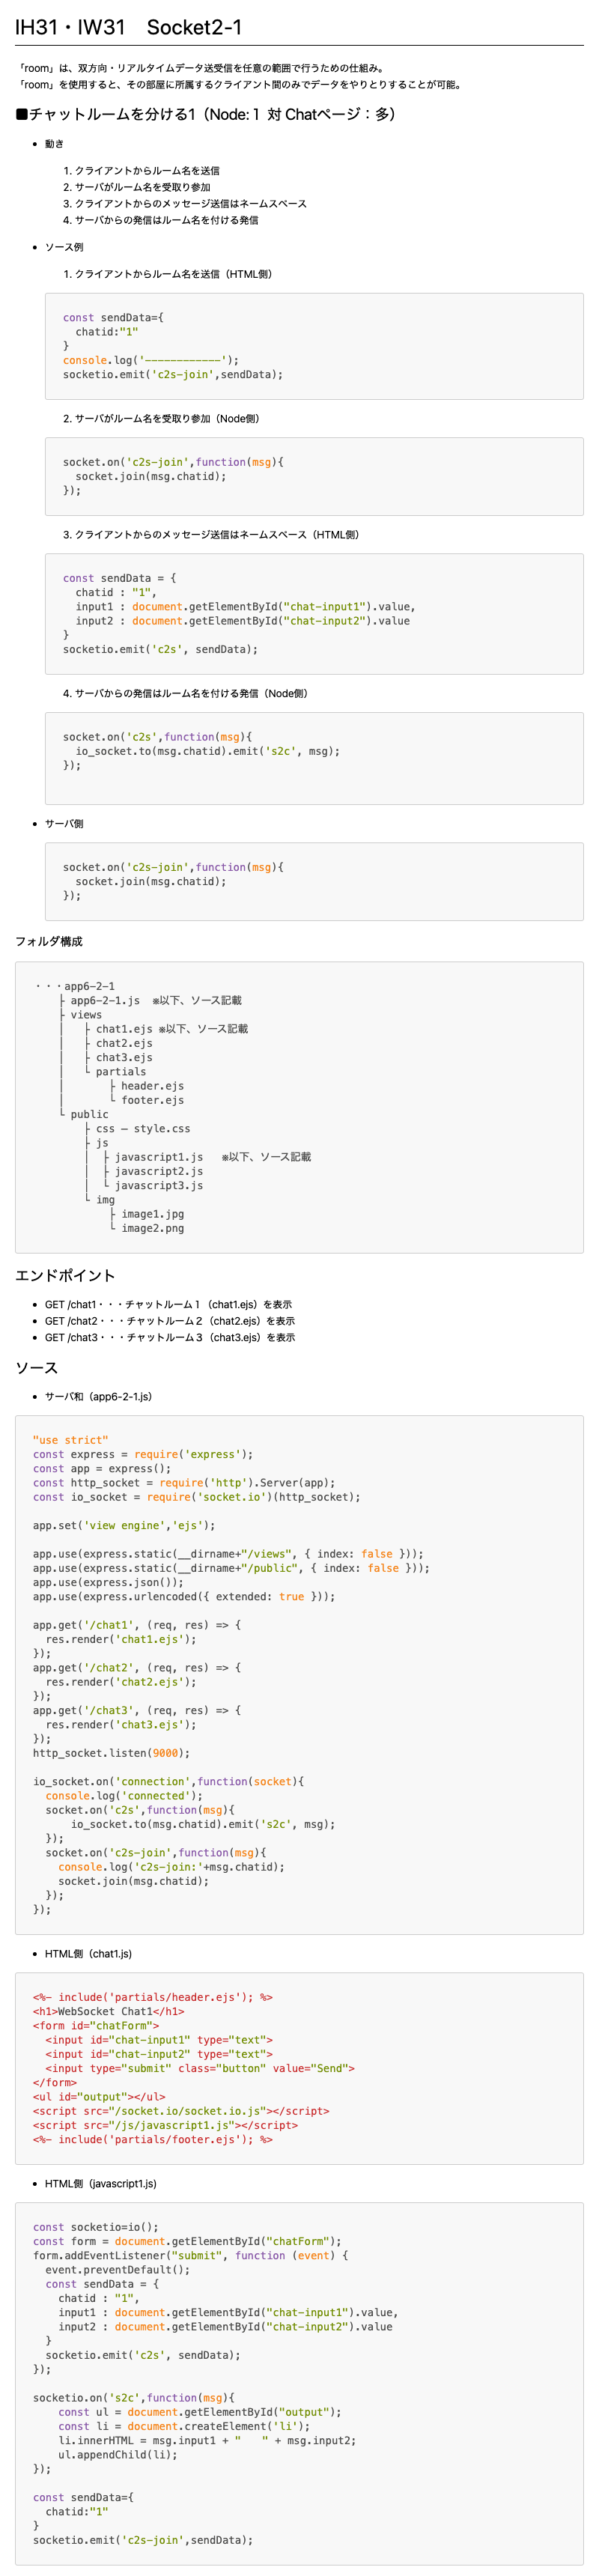 IH31・IW31　Socket2-1
「room」は、双方向・リアルタイムデータ送受信を任意の範囲で行うための仕組み。
「room」を使用すると、その部屋に所属するクライアント間のみでデータをやりとりすることが可能。
■チャットルームを分ける1（Node:１ 対 Chatページ：多）
• 動き
1. クライアントからルーム名を送信
2. サーバがルーム名を受取り参加
3. クライアントからのメッセージ送信はネームスペース
4. サーバからの発信はルーム名を付ける発信
• ソース例
1. クライアントからルーム名を送信（HTML側）
const sendData={
  chatid:"1"
}
console.log('------------');
socketio.emit('c2s-join',sendData);
2. サーバがルーム名を受取り参加（Node側）
socket.on('c2s-join',function(msg){
  socket.join(msg.chatid);
});
3. クライアントからのメッセージ送信はネームスペース（HTML側）
const sendData = {
  chatid : "1",
  input1 : document.getElementById("chat-input1").value,
  input2 : document.getElementById("chat-input2").value
}
socketio.emit('c2s', sendData);
4. サーバからの発信はルーム名を付ける発信（Node側）
socket.on('c2s',function(msg){
  io_socket.to(msg.chatid).emit('s2c', msg);
});
• サーバ側
socket.on('c2s-join',function(msg){
  socket.join(msg.chatid);
});
フォルダ構成
・・・app6-2-1
    ├ app6-2-1.js  ※以下、ソース記載
    ├ views
    │   ├ chat1.ejs ※以下、ソース記載
    │   ├ chat2.ejs
    │   ├ chat3.ejs
    │   └ partials
    │       ├ header.ejs
    │       └ footer.ejs
    └ public
        ├ css ─ style.css
        ├ js
        │  ├ javascript1.js   ※以下、ソース記載
        │  ├ javascript2.js
        │  └ javascript3.js
        └ img
            ├ image1.jpg
            └ image2.png
エンドポイント
• GET /chat1・・・チャットルーム１（chat1.ejs）を表示
• GET /chat2・・・チャットルーム２（chat2.ejs）を表示
• GET /chat3・・・チャットルーム３（chat3.ejs）を表示
ソース
• サーバ和（app6-2-1.js）
"use strict"
const express = require('express');
const app = express();
const http_socket = require('http').Server(app);
const io_socket = require('socket.io')(http_socket);
app.set('view engine','ejs');
app.use(express.static(__dirname+"/views", { index: false }));
app.use(express.static(__dirname+"/public", { index: false }));
app.use(express.json());
app.use(express.urlencoded({ extended: true }));
app.get('/chat1', (req, res) => {
  res.render('chat1.ejs');
});
app.get('/chat2', (req, res) => {
  res.render('chat2.ejs');
});
app.get('/chat3', (req, res) => {
  res.render('chat3.ejs');
});
http_socket.listen(9000);
io_socket.on('connection',function(socket){
  console.log('connected');
  socket.on('c2s',function(msg){
      io_socket.to(msg.chatid).emit('s2c', msg);
  });
  socket.on('c2s-join',function(msg){
    console.log('c2s-join:'+msg.chatid);
    socket.join(msg.chatid);
  });
});
• HTML側（chat1.js)
<%- include('partials/header.ejs'); %>
<h1>WebSocket Chat1</h1>
<form id="chatForm">
  <input id="chat-input1" type="text">
  <input id="chat-input2" type="text">
  <input type="submit" class="button" value="Send">
</form>
<ul id="output"></ul>
<script src="/socket.io/socket.io.js"></script>
<script src="/js/javascript1.js"></script>
<%- include('partials/footer.ejs'); %>
• HTML側（javascript1.js)
const socketio=io();
const form = document.getElementById("chatForm");
form.addEventListener("submit", function (event) {
  event.preventDefault();
  const sendData = {
    chatid : "1",
    input1 : document.getElementById("chat-input1").value,
    input2 : document.getElementById("chat-input2").value
  }
  socketio.emit('c2s', sendData);
});
socketio.on('s2c',function(msg){
    const ul = document.getElementById("output");
    const li = document.createElement('li');
    li.innerHTML = msg.input1 + "　　" + msg.input2;
    ul.appendChild(li);
});
const sendData={
  chatid:"1"
}
socketio.emit('c2s-join',sendData);